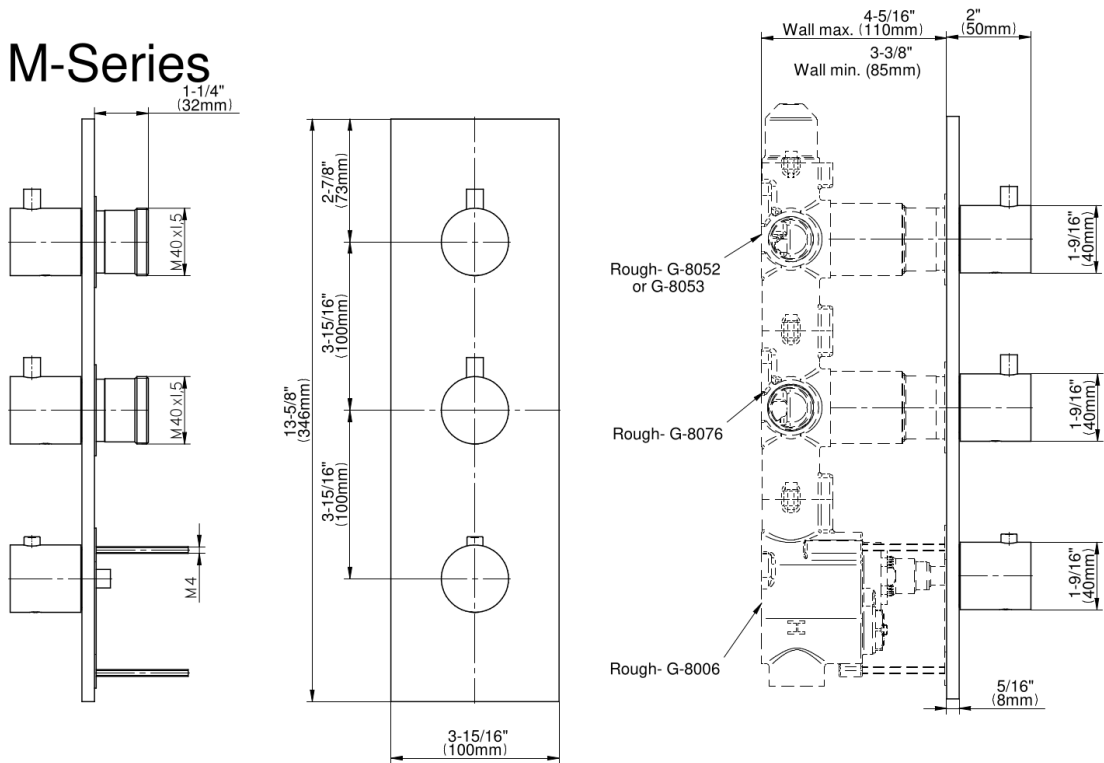 M-Series
1-1/4"
(32mm)
M40x1,5
M40x1,5
M4
2-7/8"
(73mm)
3-15/16"
(100mm)
13-5/8"
(346mm)
3-15/16"
(100mm)
3-15/16"
(100mm)
4-5/16"
Wall max. (110mm)
3-3/8"
Wall min. (85mm)
2"
(50mm)
Rough- G-8052
or G-8053
Rough- G-8076
Rough- G-8006
1-9/16"
(40mm)
1-9/16"
(40mm)
1-9/16"
(40mm)
5/16"
(8mm)